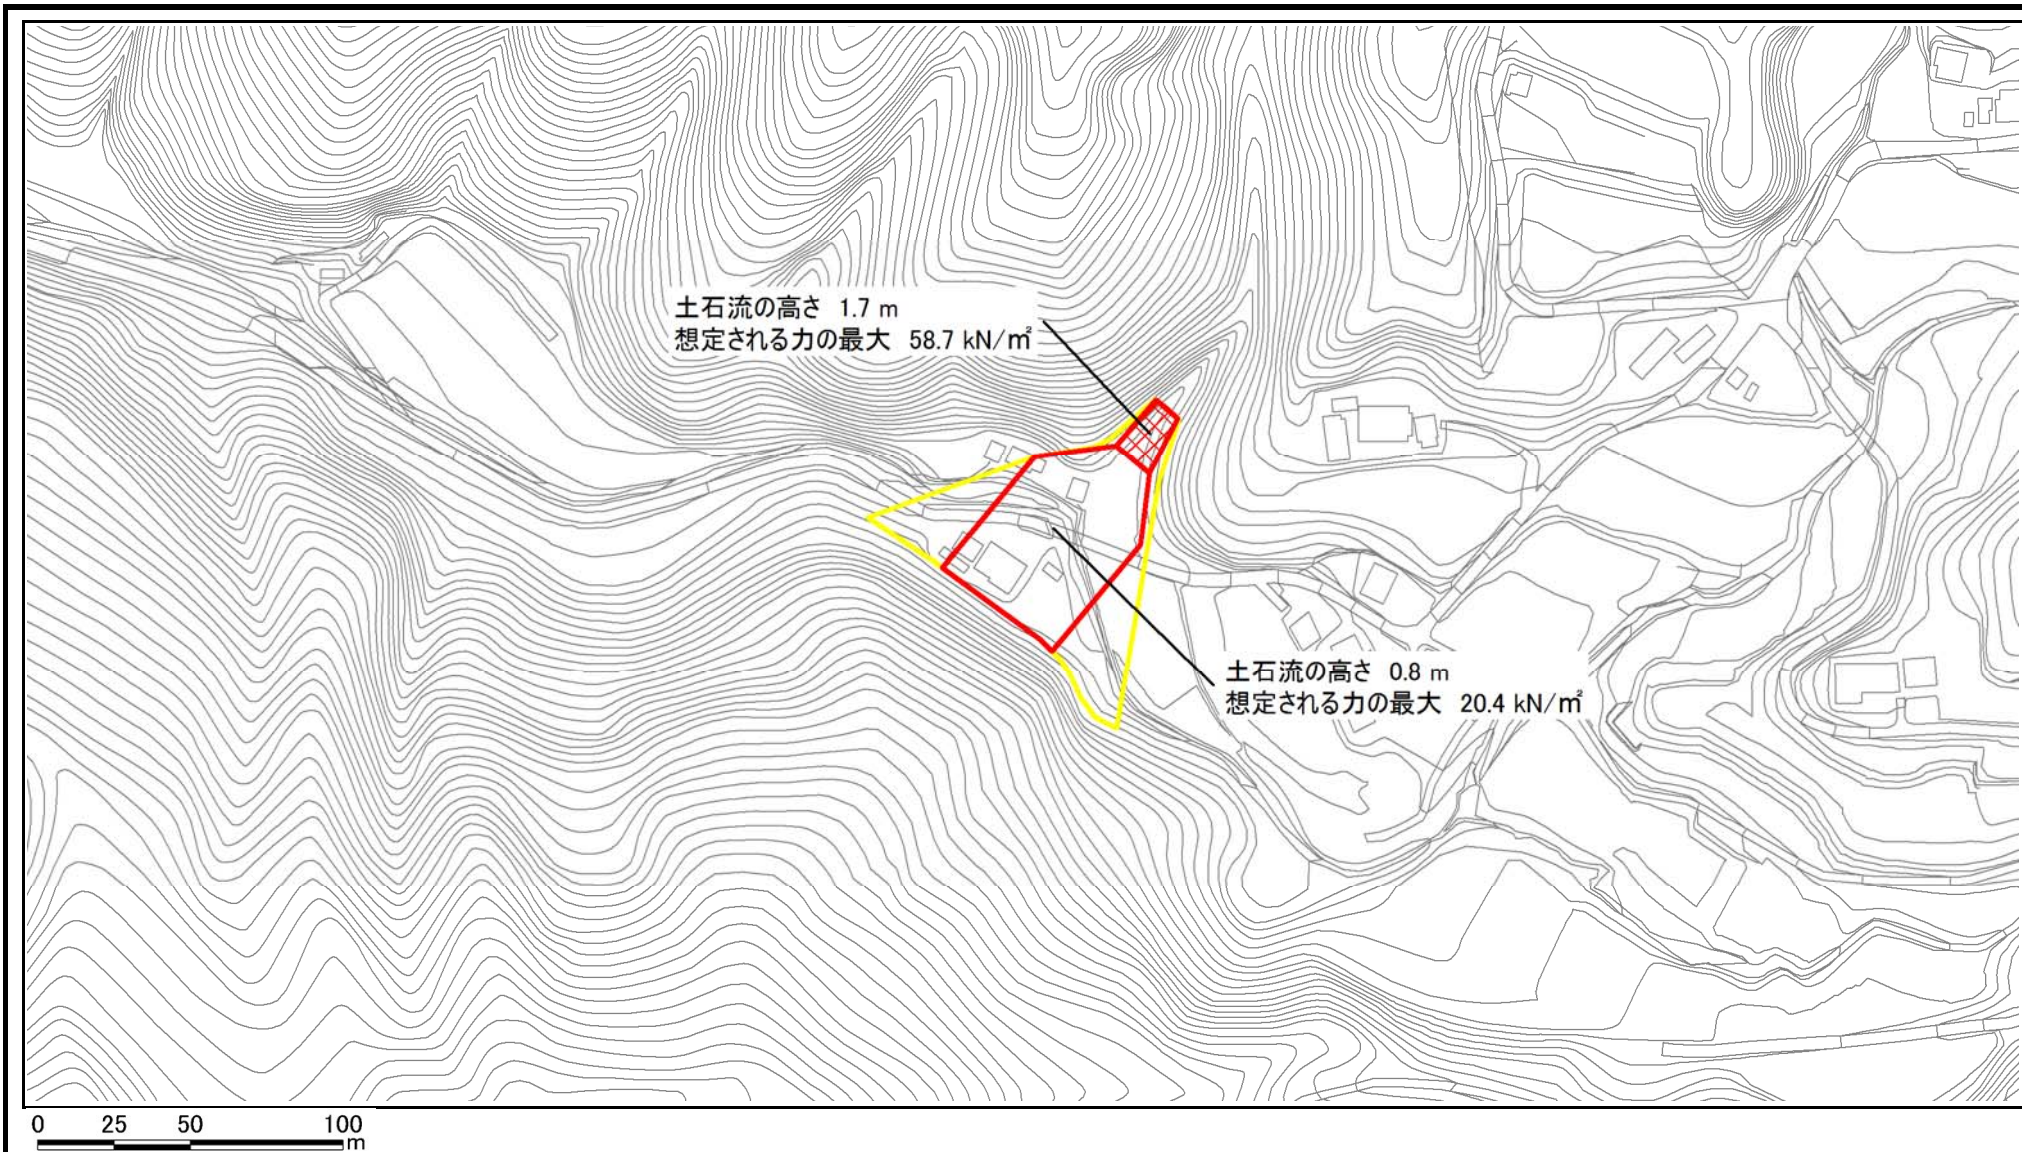 土石流の高さ 1.7 m
想定される力の最大 58.7 kN/㎡
土石流の高さ 0.8 m
想定される力の最大 20.4 kN/㎡
0 25 50 100
m